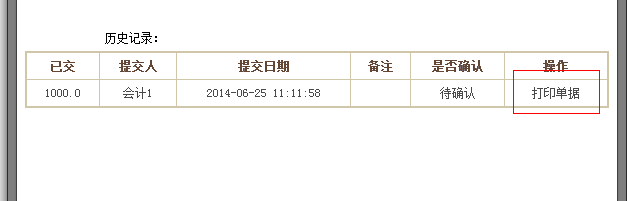 历史记录:
已交 提交人 提交日期 备注 是否确认 操作
1000.0 会计1 2014-06-25 11:11:58 待确认 打印单据